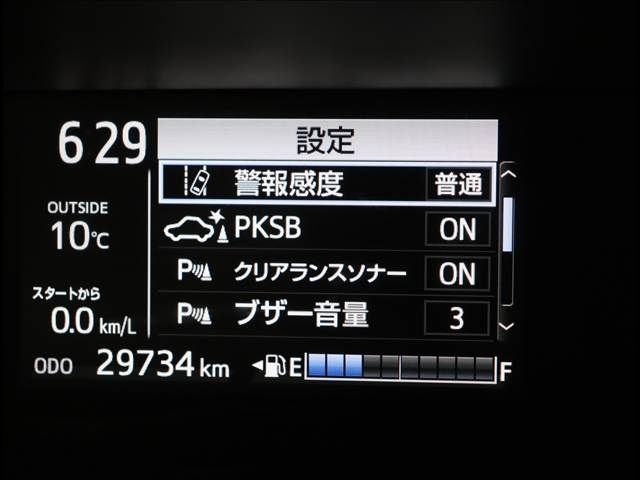 6 29
設定
警報感度 普通
OUTSIDE
10℃
PKSB ON
P クリアランスソナー ON
スタートから
0.0 km/L
P ブザー音量 3
ODO 29734 km
E F